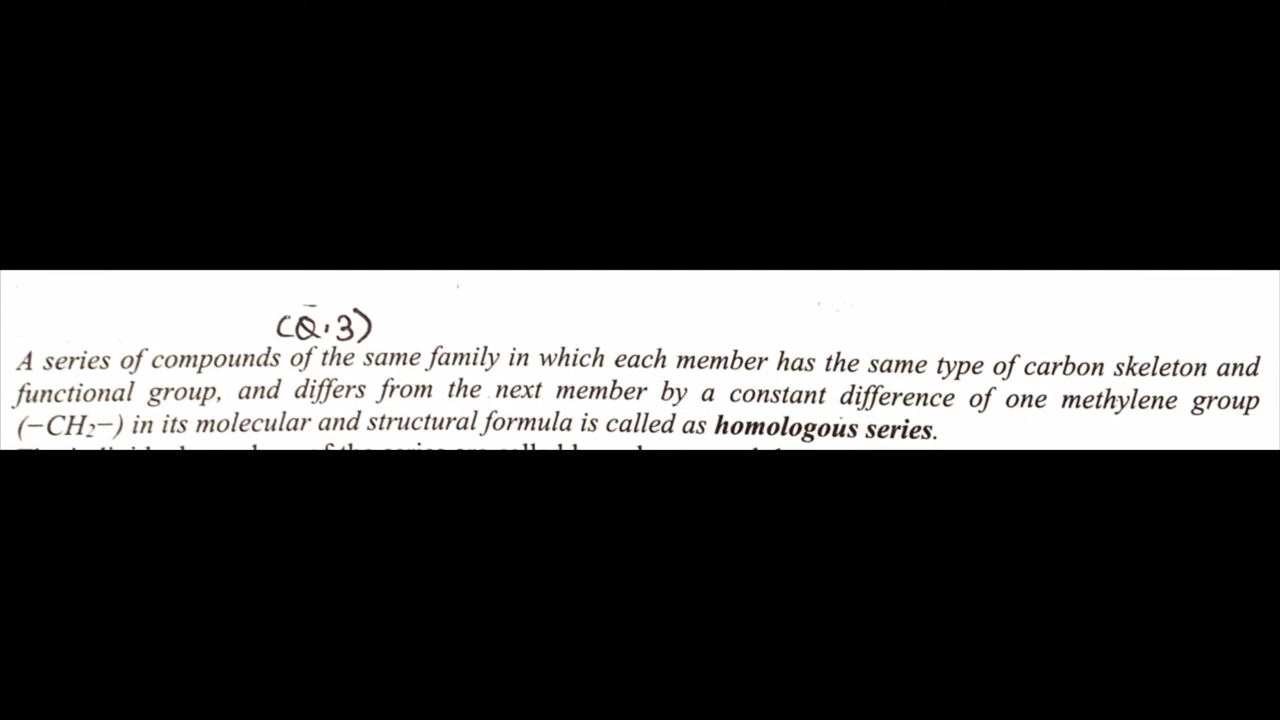 (Q.3)
A series of compounds of the same family in which each member has the same type of carbon skeleton and
functional group, and differs from the next member by a constant difference of one methylene group
(−CH₂−) in its molecular and structural formula is called as homologous series.